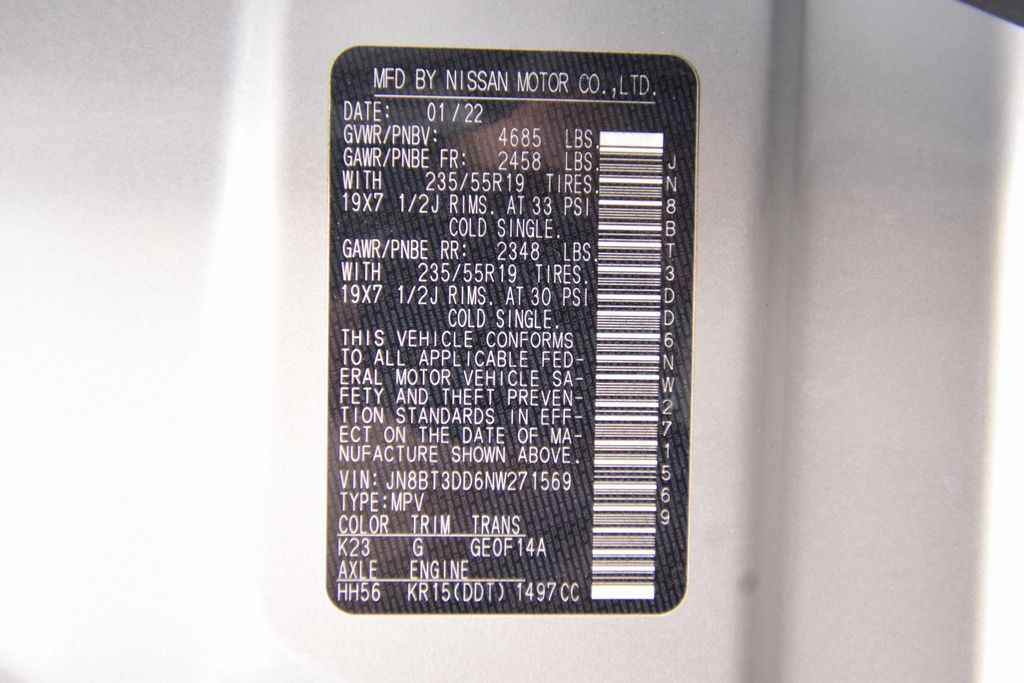 MFD BY NISSAN MOTOR CO.,LTD.
DATE: 01/22
GVWR/PNBV: 4685 LBS.
GAWR/PNBE FR: 2458 LBS.
WITH 235/55R19 TIRES.
19X7 1/2J RIMS. AT 33 PSI
COLD SINGLE.
GAWR/PNBE RR: 2348 LBS.
WITH 235/55R19 TIRES.
19X7 1/2J RIMS. AT 30 PSI
COLD SINGLE.
THIS VEHICLE CONFORMS
TO ALL APPLICABLE FED-
ERAL MOTOR VEHICLE SA-
FETY AND THEFT PREVEN-
TION STANDARDS IN EFF-
ECT ON THE DATE OF MA-
NUFACTURE SHOWN ABOVE.
VIN: JN8BT3DD6NW271569
TYPE:MPV
COLOR TRIM TRANS
K23 G GE0F14A
AXLE ENGINE
HH56 KR15(DDT) 1497CC
JN8BT3DD6NW271569